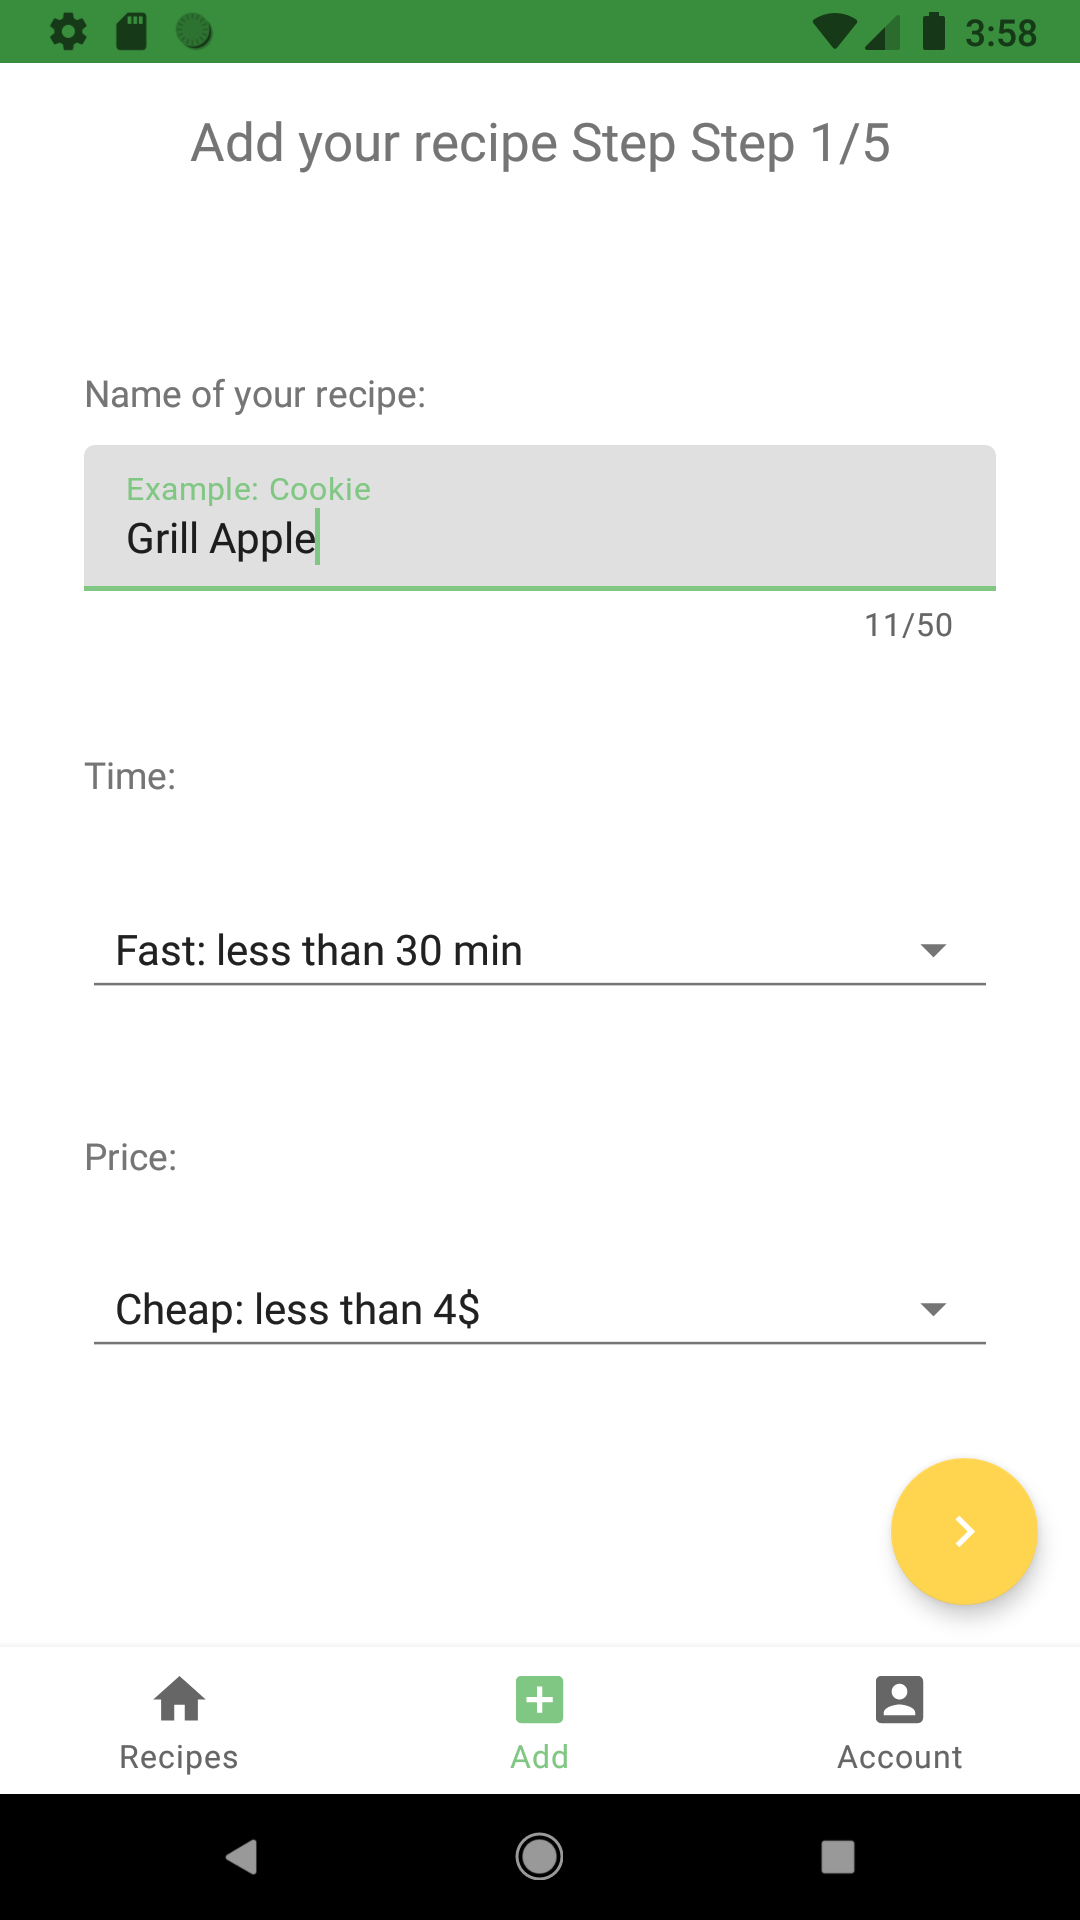 3:58
Add your recipe Step Step 1/5
Name of your recipe:
Example: Cookie
Grill Apple
11/50
Time:
Fast: less than 30 min
Price:
Cheap: less than 4$
Recipes
Add
Account